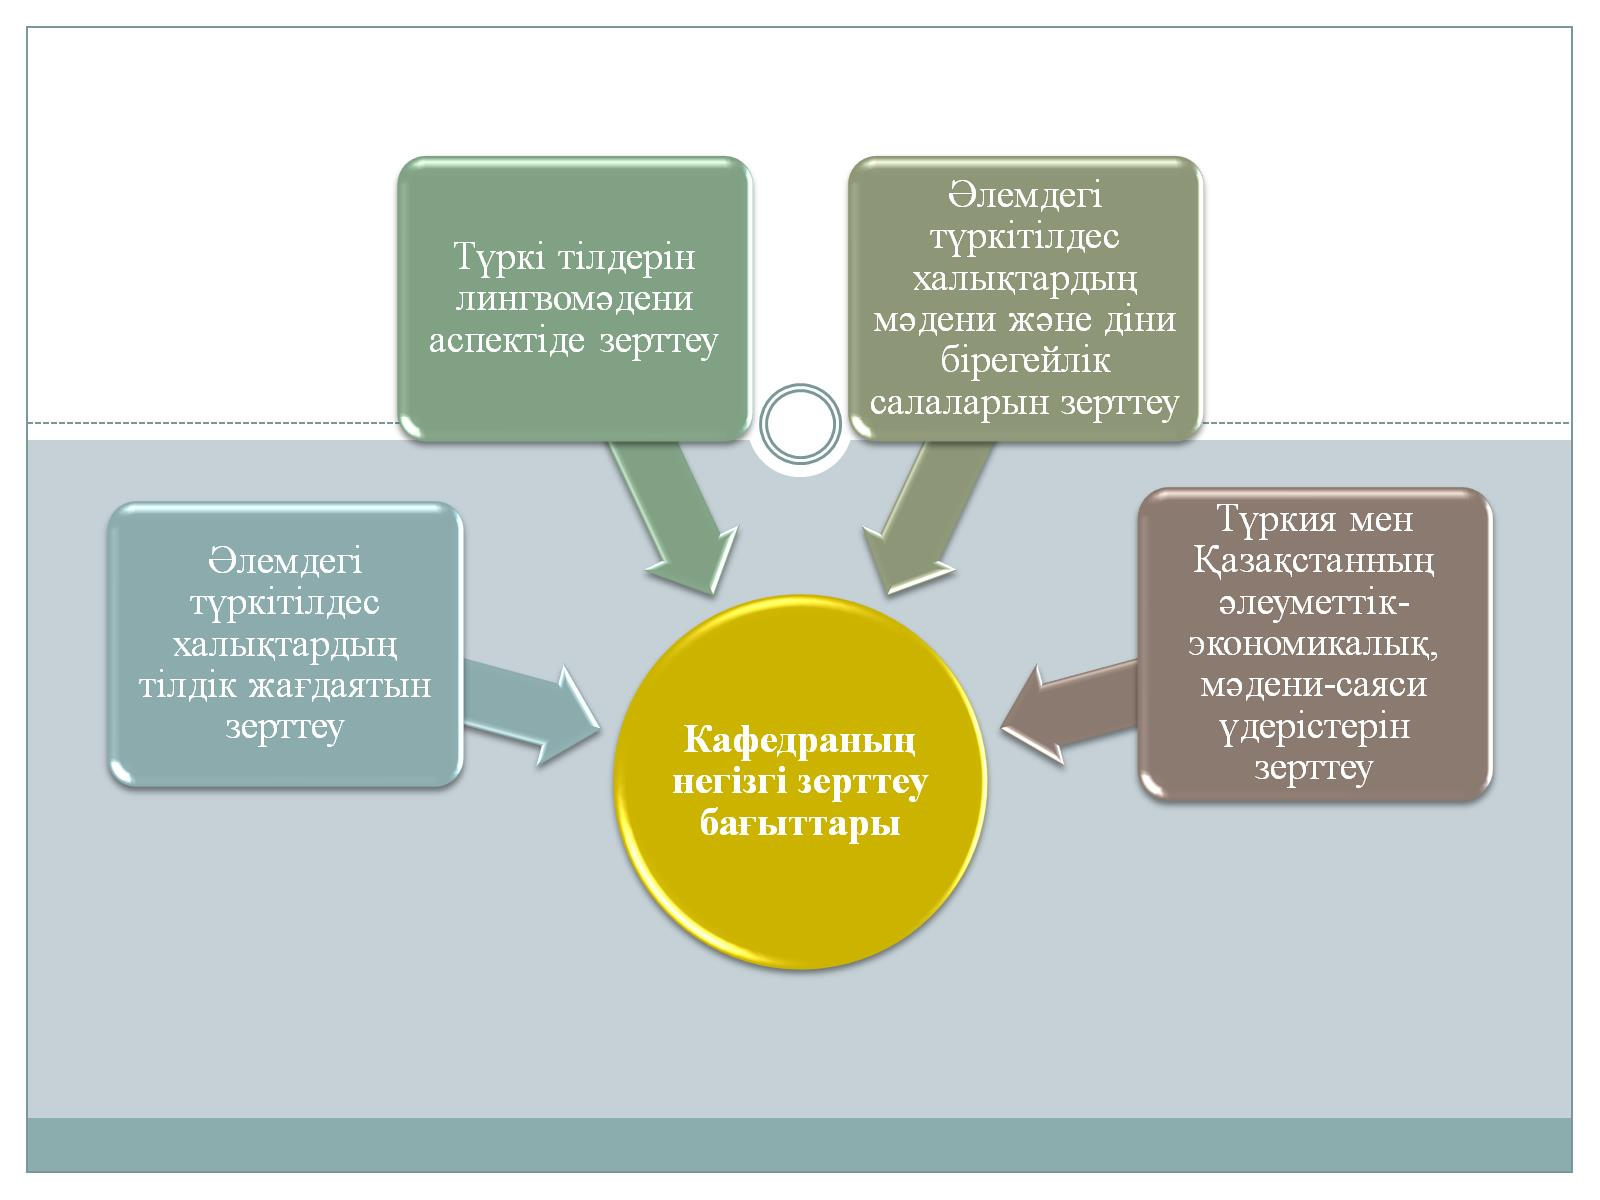 Түркі тілдерін
лингвомәдени
аспектіде зерттеу
Әлемдегі
түркітілдес
халықтардың
мәдени және діни
бірегейлік
салаларын зерттеу
Әлемдегі
түркітілдес
халықтардың
тілдік жағдаятын
зерттеу
Түркия мен
Қазақстанның
әлеуметтік-
экономикалық,
мәдени-саяси
үдерістерін
зерттеу
Кафедраның
негізгі зерттеу
бағыттары